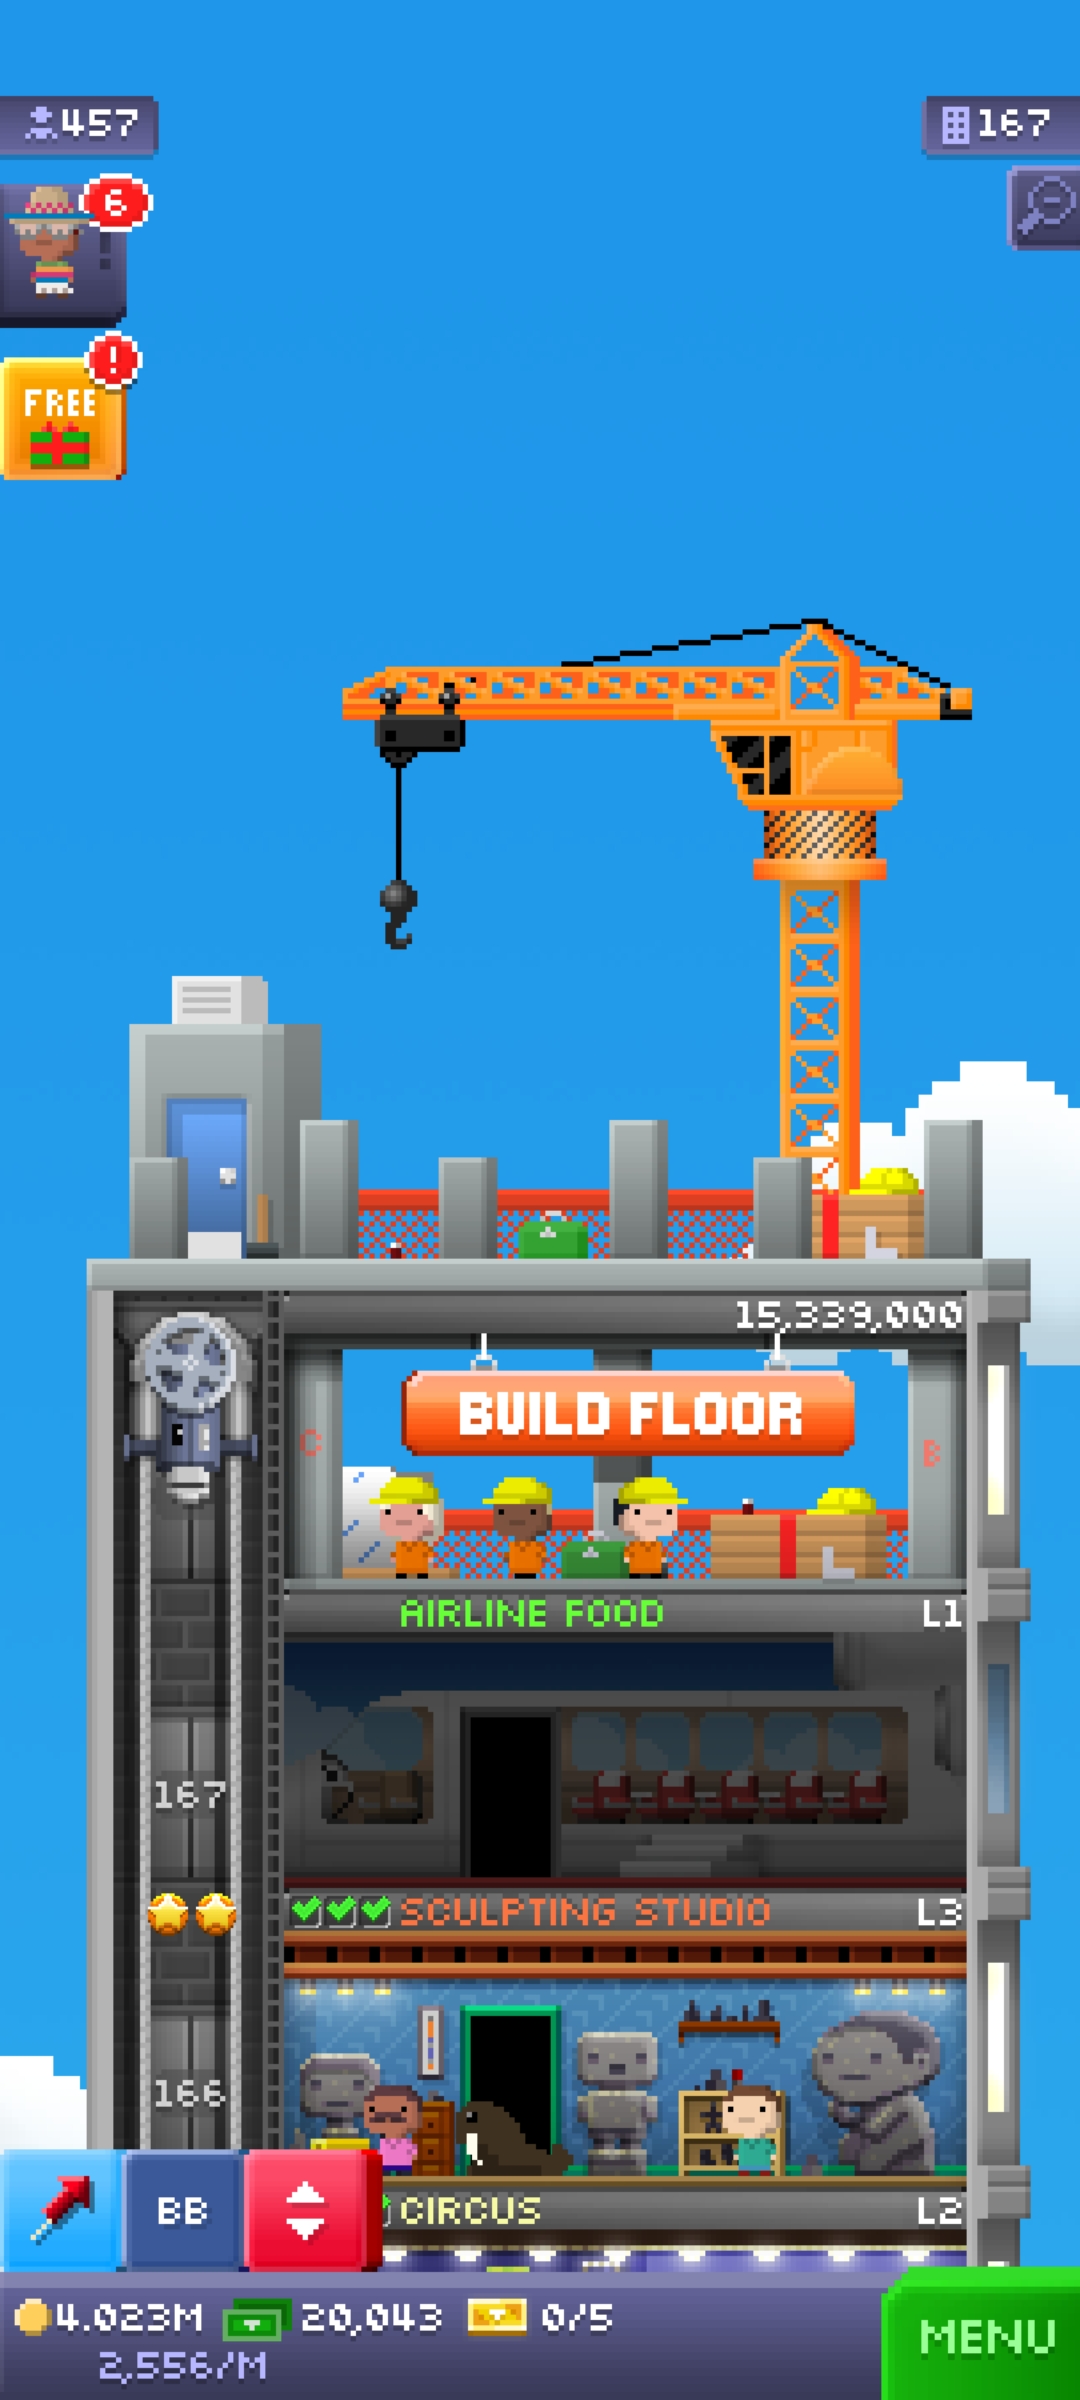 457
167
6
!
FREE
15,339,000
BUILD FLOOR
C
B
AIRLINE FOOD L1
167
SCULPTING STUDIO L3
166
BB
CIRCUS L2
4.023M 20,043 0/5
2,556/M
MENU